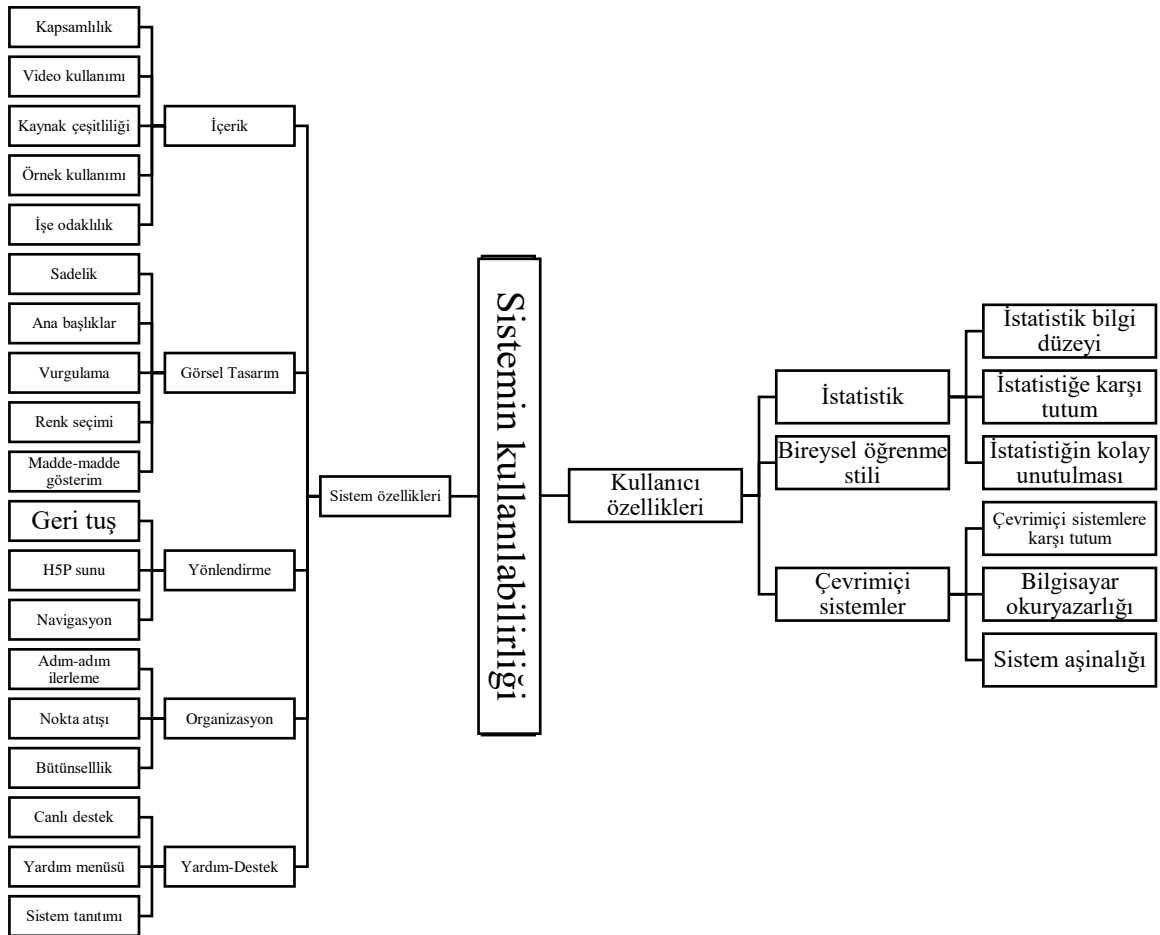 Kapsamlılık
Video kullanımı
Kaynak çeşitliliği
Örnek kullanımı
İşe odaklılık
İçerik
Sadelik
Ana başlıklar
Vurgulama
Renk seçimi
Madde-madde
gösterim
Görsel Tasarım
Geri tuş
H5P sunu
Navigasyon
Yönlendirme
Adım-adım
ilerleme
Nokta atışı
Bütünselllik
Organizasyon
Canlı destek
Yardım menüsü
Sistem tanıtımı
Yardım-Destek
Sistem özellikleri
Sistemin kullanılabilirliği
Kullanıcı
özellikleri
İstatistik
İstatistik bilgi
düzeyi
İstatistiğe karşı
tutum
İstatistiğin kolay
unutulması
Bireysel öğrenme
stili
Çevrimiçi
sistemler
Çevrimiçi sistemlere
karşı tutum
Bilgisayar
okuryazarlığı
Sistem aşinalığı